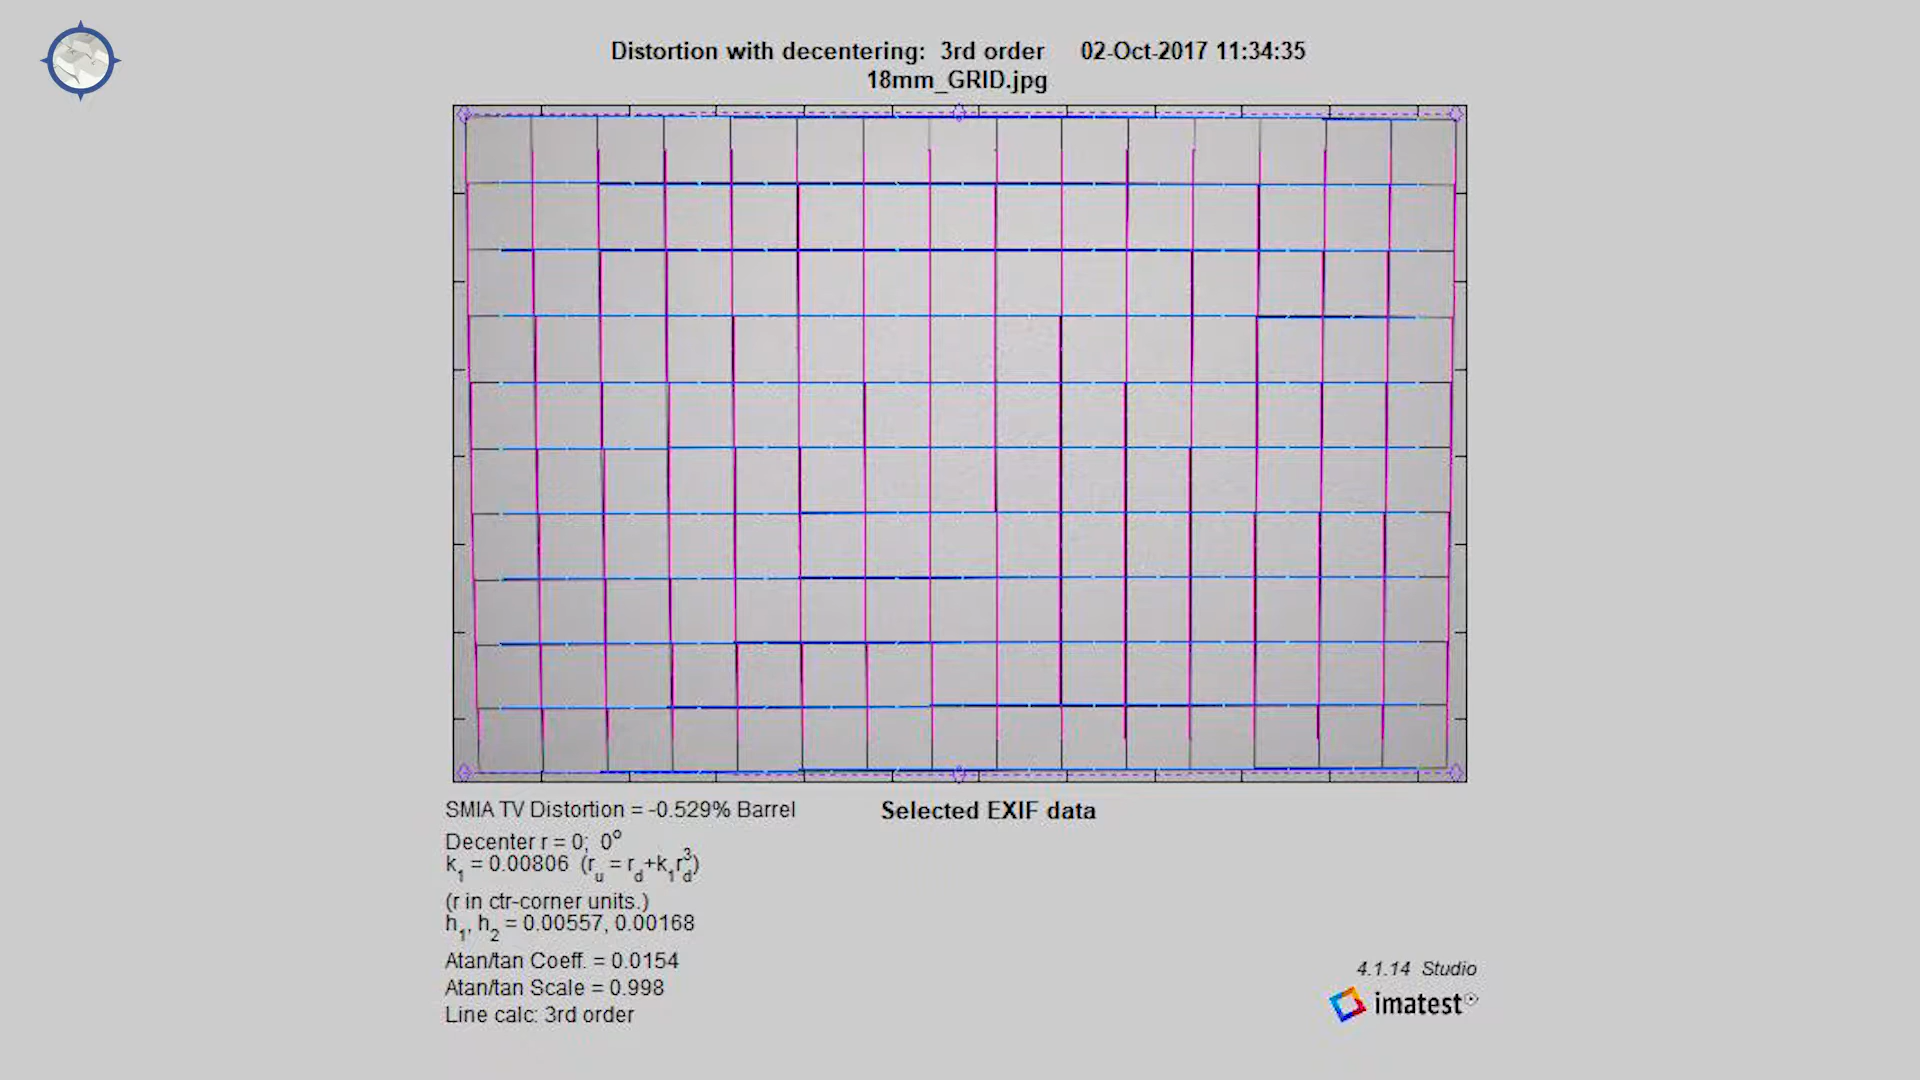 Distortion with decentering: 3rd order 02-Oct-2017 11:34:35
18mm_GRID.jpg
SMIA TV Distortion = -0.529% Barrel
Selected EXIF data
Decenter r = 0; 0°
k₁ = 0.00806 (rᵤ = r_d+k₁r_d³)
(r in ctr-corner units.)
h₁, h₂ = 0.00557, 0.00168
Atan/tan Coeff. = 0.0154
Atan/tan Scale = 0.998
Line calc: 3rd order
4.1.14 Studio
imatest